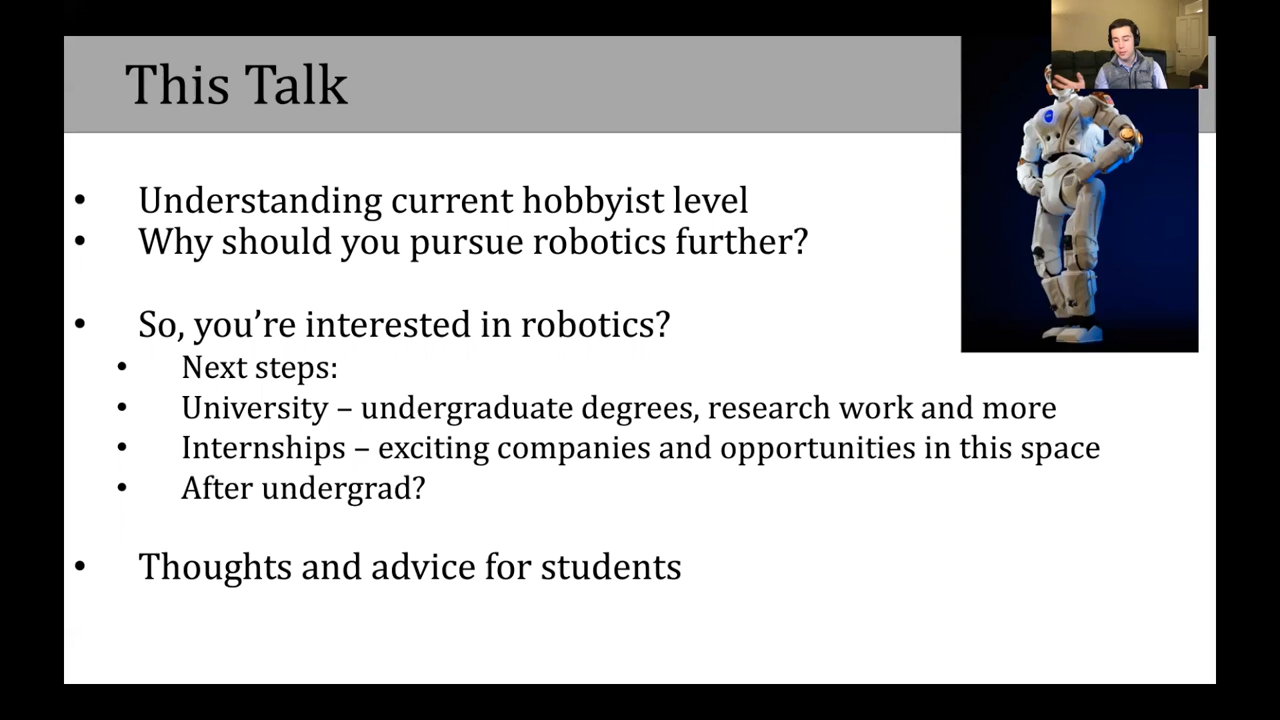 This Talk
• Understanding current hobbyist level
• Why should you pursue robotics further?
• So, you’re interested in robotics?
• Next steps:
• University – undergraduate degrees, research work and more
• Internships – exciting companies and opportunities in this space
• After undergrad?
• Thoughts and advice for students